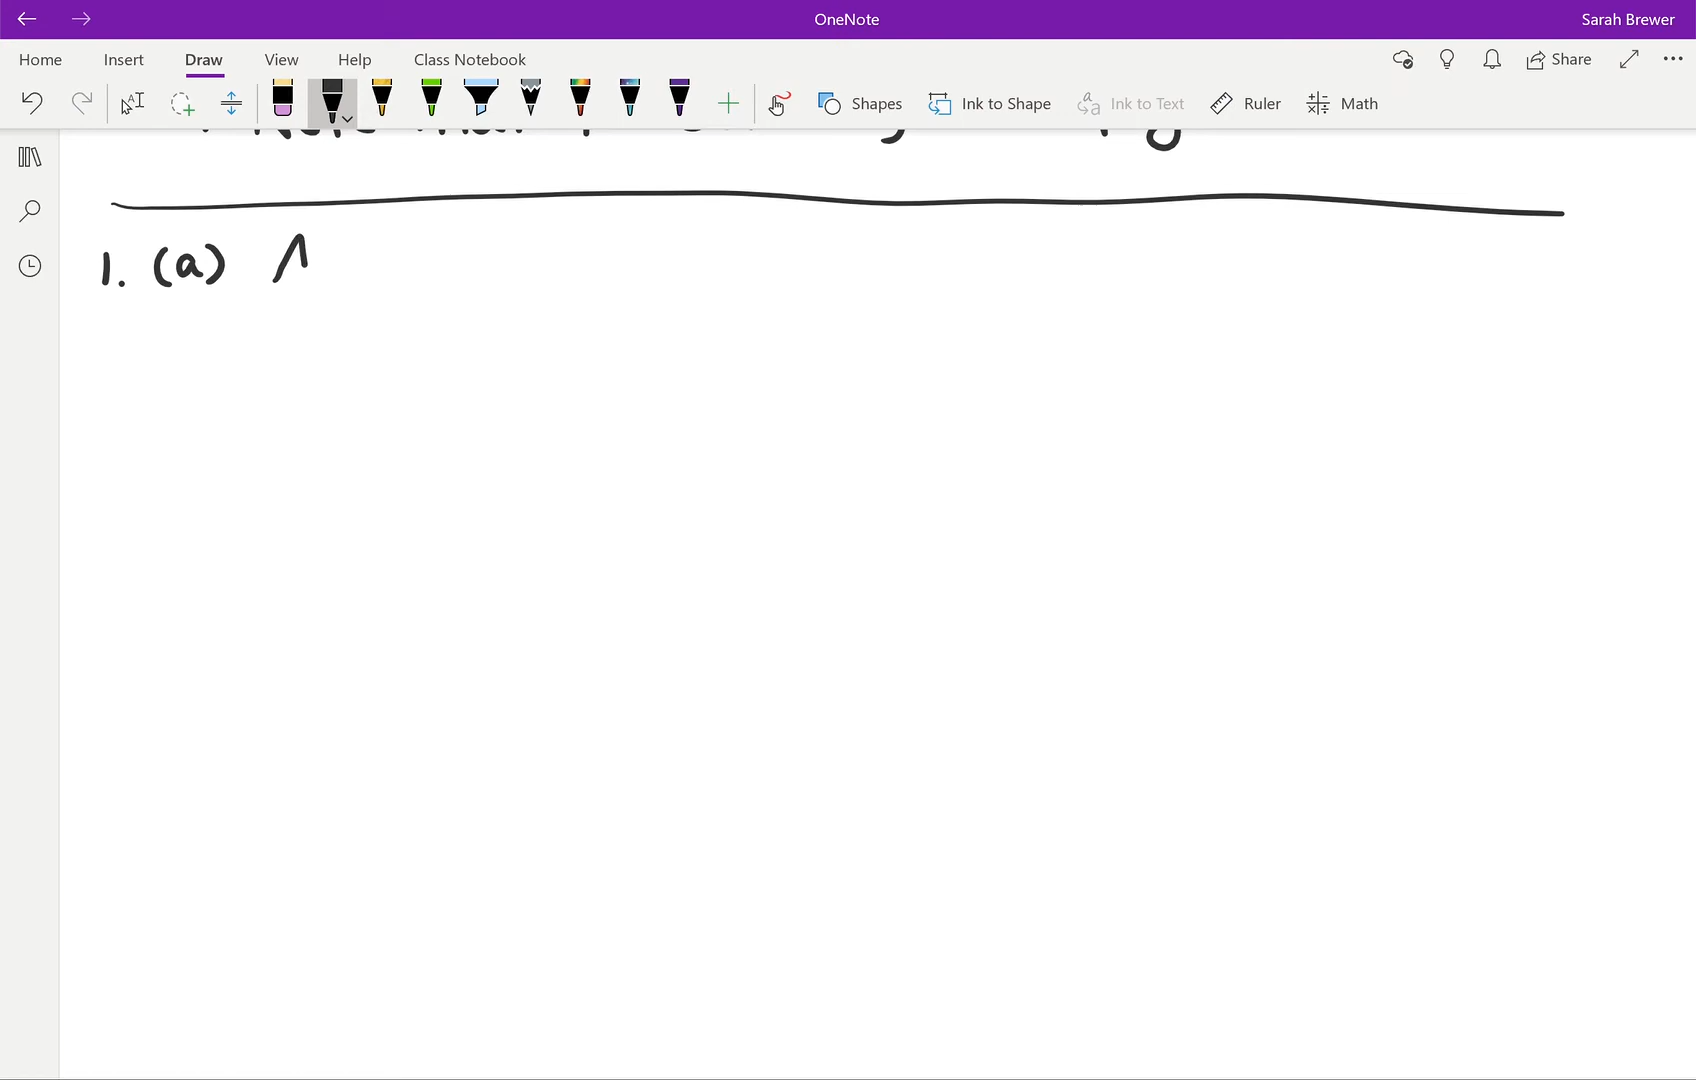 OneNote
Sarah Brewer
Home Insert Draw View Help Class Notebook Share
Shapes Ink to Shape Ink to Text Ruler Math
1. (a)